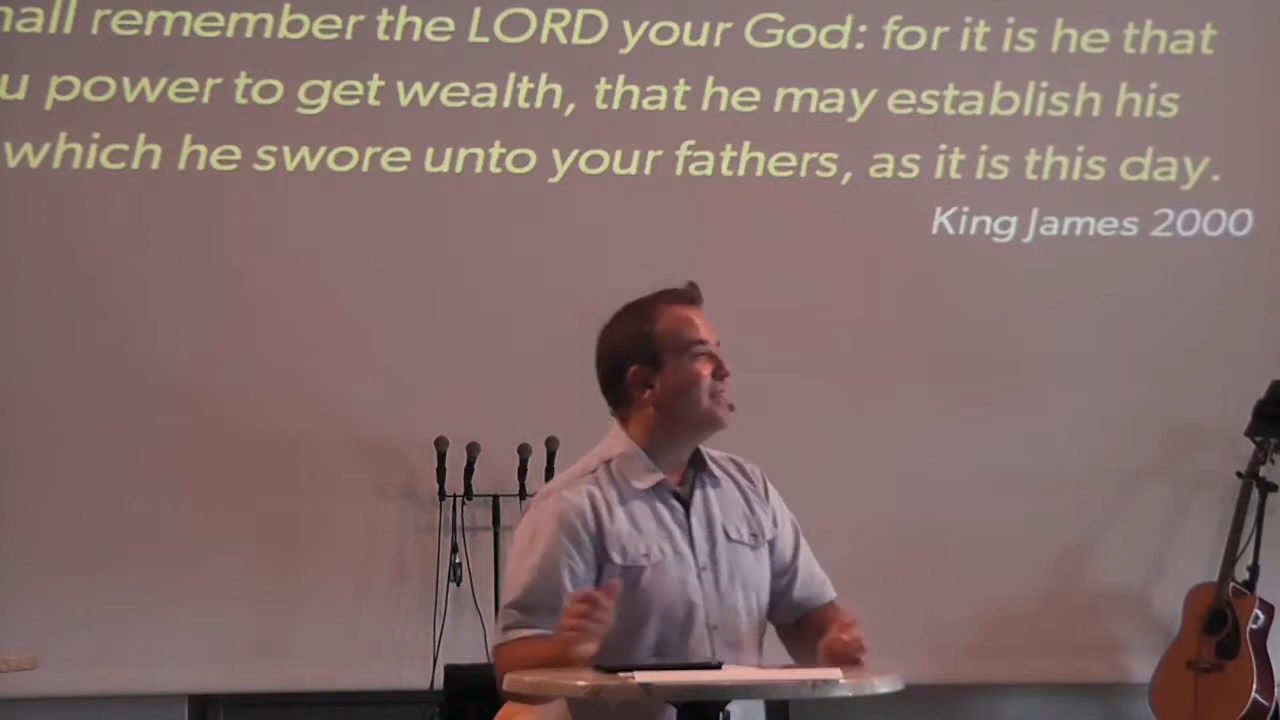 hall remember the LORD your God: for it is he that
u power to get wealth, that he may establish his
which he swore unto your fathers, as it is this day.
King James 2000